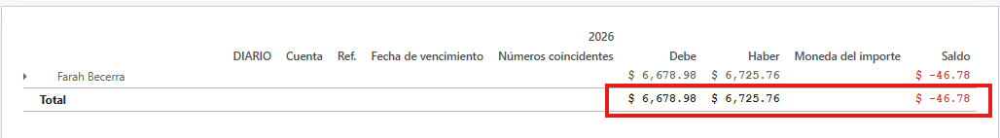 2026
DIARIO Cuenta Ref. Fecha de vencimiento Números coincidentes Debe Haber Moneda del importe Saldo
Farah Becerra $ 6,678.98 $ 6,725.76 $ -46.78
Total $ 6,678.98 $ 6,725.76 $ -46.78